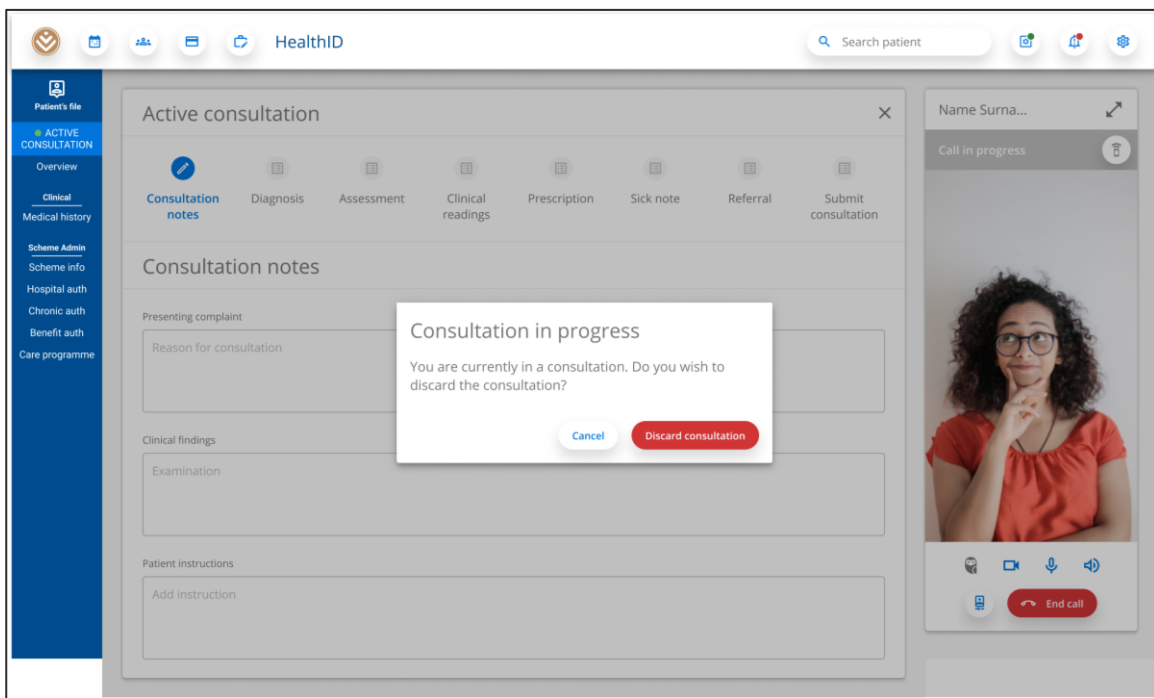 HealthID
Search patient
Patient's file
ACTIVE
CONSULTATION
Overview
Clinical
Medical history
Scheme Admin
Scheme info
Hospital auth
Chronic auth
Benefit auth
Care programme
Active consultation
Consultation
notes
Diagnosis
Assessment
Clinical
readings
Prescription
Sick note
Referral
Submit
consultation
Consultation notes
Presenting complaint
Reason for consultation
Clinical findings
Examination
Patient instructions
Add instruction
Consultation in progress
You are currently in a consultation. Do you wish to
discard the consultation?
Cancel
Discard consultation
Name Surna...
Call in progress
End call